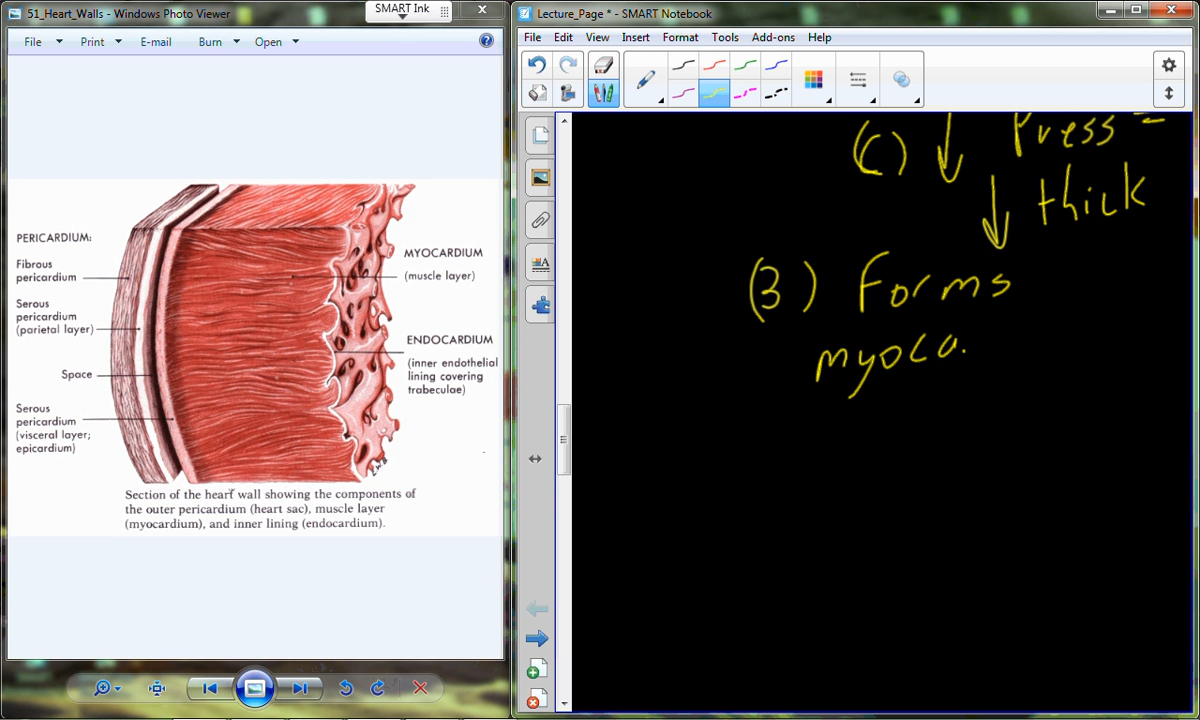 51_Heart_Walls - Windows Photo Viewer
SMART Ink
File Print E-mail Burn Open
PERICARDIUM:
Fibrous
pericardium
Serous
pericardium
(parietal layer)
Space
Serous
pericardium
(visceral layer;
epicardium)
MYOCARDIUM
(muscle layer)
ENDOCARDIUM
(inner endothelial
lining covering
trabeculae)
Section of the heart wall showing the components of
the outer pericardium (heart sac), muscle layer
(myocardium), and inner lining (endocardium).
Lecture_Page * - SMART Notebook
File Edit View Insert Format Tools Add-ons Help
(C) ↓ Press =
↓ thick
(3) Forms
myoca.